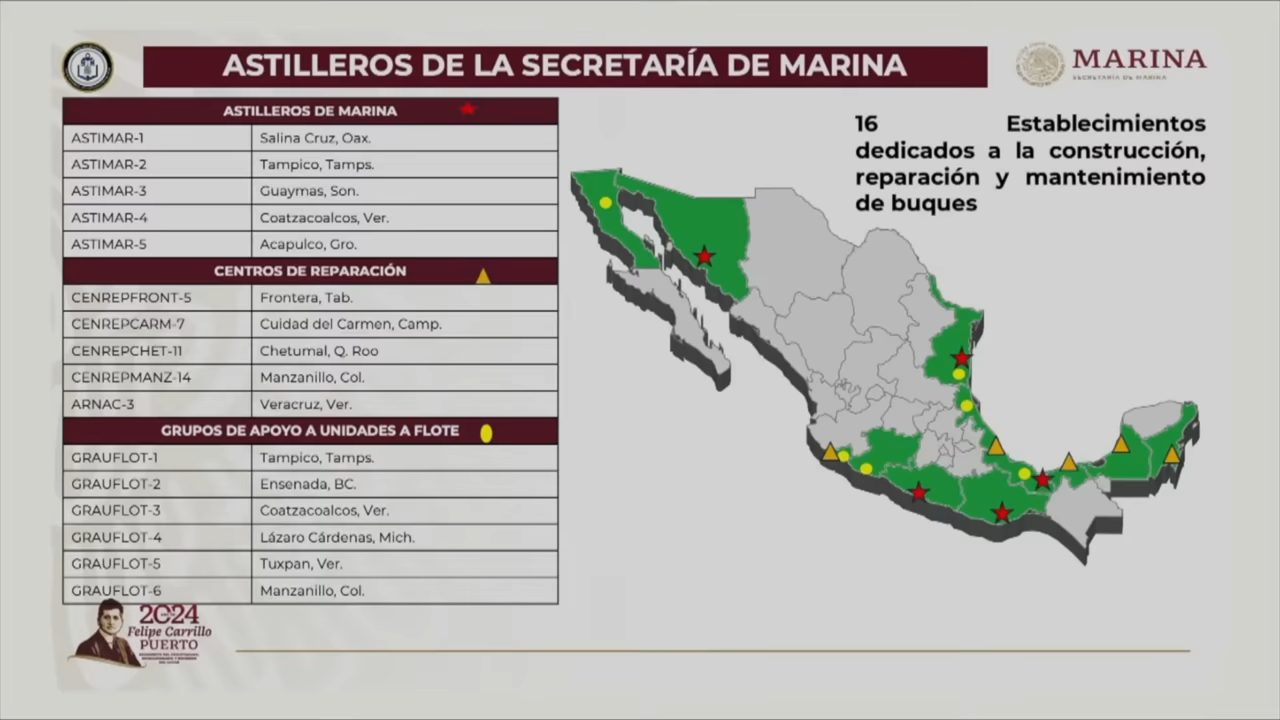 ASTILLEROS DE LA SECRETARÍA DE MARINA
MARINA
SECRETARÍA DE MARINA
ASTILLEROS DE MARINA
ASTIMAR-1 Salina Cruz, Oax.
ASTIMAR-2 Tampico, Tamps.
ASTIMAR-3 Guaymas, Son.
ASTIMAR-4 Coatzacoalcos, Ver.
ASTIMAR-5 Acapulco, Gro.
CENTROS DE REPARACIÓN
CENREPFRONT-5 Frontera, Tab.
CENREPCARM-7 Cuidad del Carmen, Camp.
CENREPCHET-11 Chetumal, Q. Roo
CENREPMANZ-14 Manzanillo, Col.
ARNAC-3 Veracruz, Ver.
GRUPOS DE APOYO A UNIDADES A FLOTE
GRAUFLOT-1 Tampico, Tamps.
GRAUFLOT-2 Ensenada, BC.
GRAUFLOT-3 Coatzacoalcos, Ver.
GRAUFLOT-4 Lázaro Cárdenas, Mich.
GRAUFLOT-5 Tuxpan, Ver.
GRAUFLOT-6 Manzanillo, Col.
16 Establecimientos
dedicados a la construcción,
reparación y mantenimiento
de buques
2024
Felipe Carrillo
PUERTO